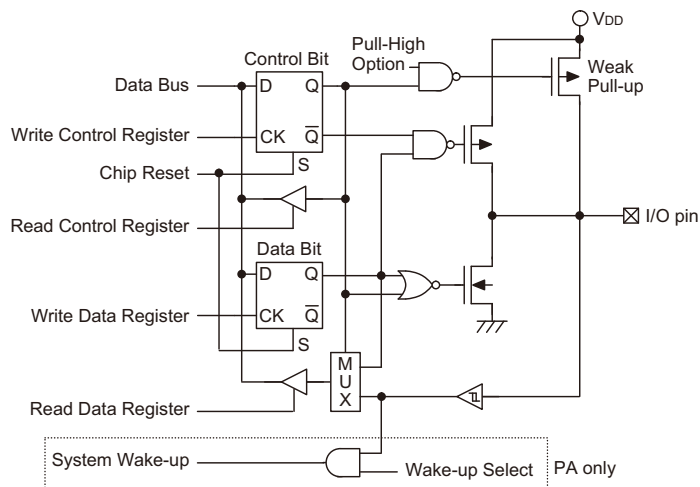 VDD
Control Bit
Pull-High
Option
Weak
Pull-up
Data Bus
D
Q
Write Control Register
CK
Q
S
Chip Reset
Read Control Register
I/O pin
Data Bit
D
Q
Write Data Register
CK
Q
S
M
U
X
Read Data Register
System Wake-up
Wake-up Select
PA only